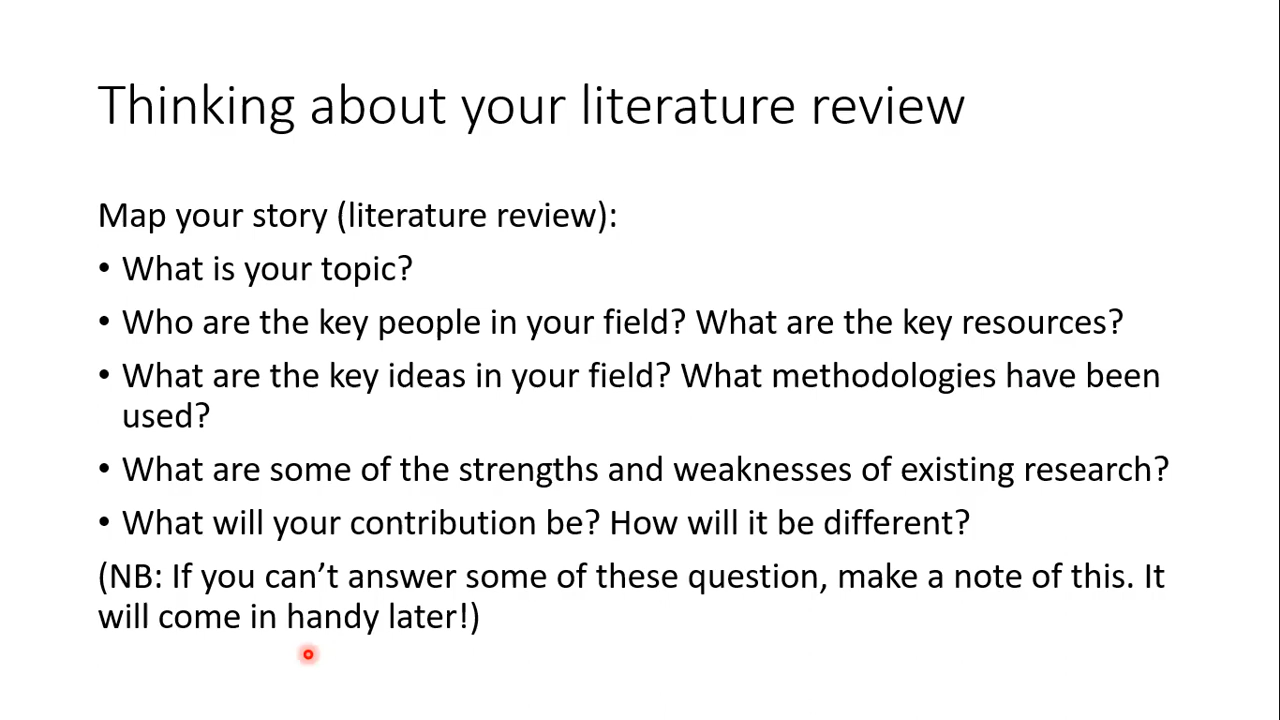 Thinking about your literature review
Map your story (literature review):
• What is your topic?
• Who are the key people in your field? What are the key resources?
• What are the key ideas in your field? What methodologies have been
used?
• What are some of the strengths and weaknesses of existing research?
• What will your contribution be? How will it be different?
(NB: If you can’t answer some of these question, make a note of this. It
will come in handy later!)